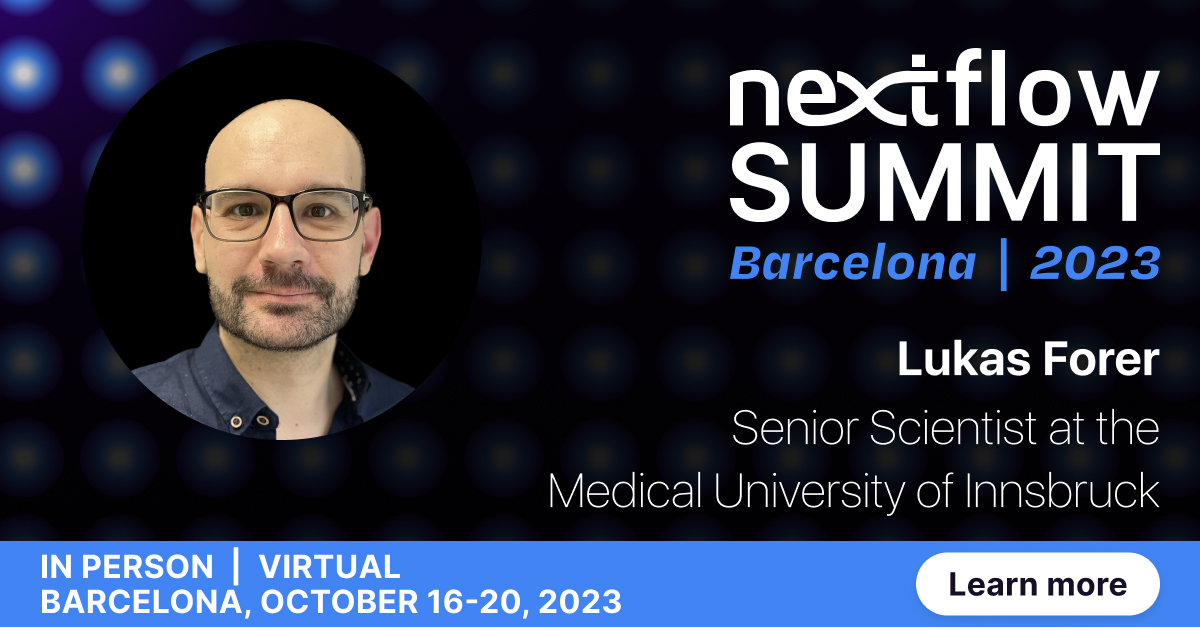 nextflow
SUMMIT
Barcelona | 2023
Lukas Forer
Senior Scientist at the
Medical University of Innsbruck
IN PERSON | VIRTUAL
BARCELONA, OCTOBER 16-20, 2023
Learn more